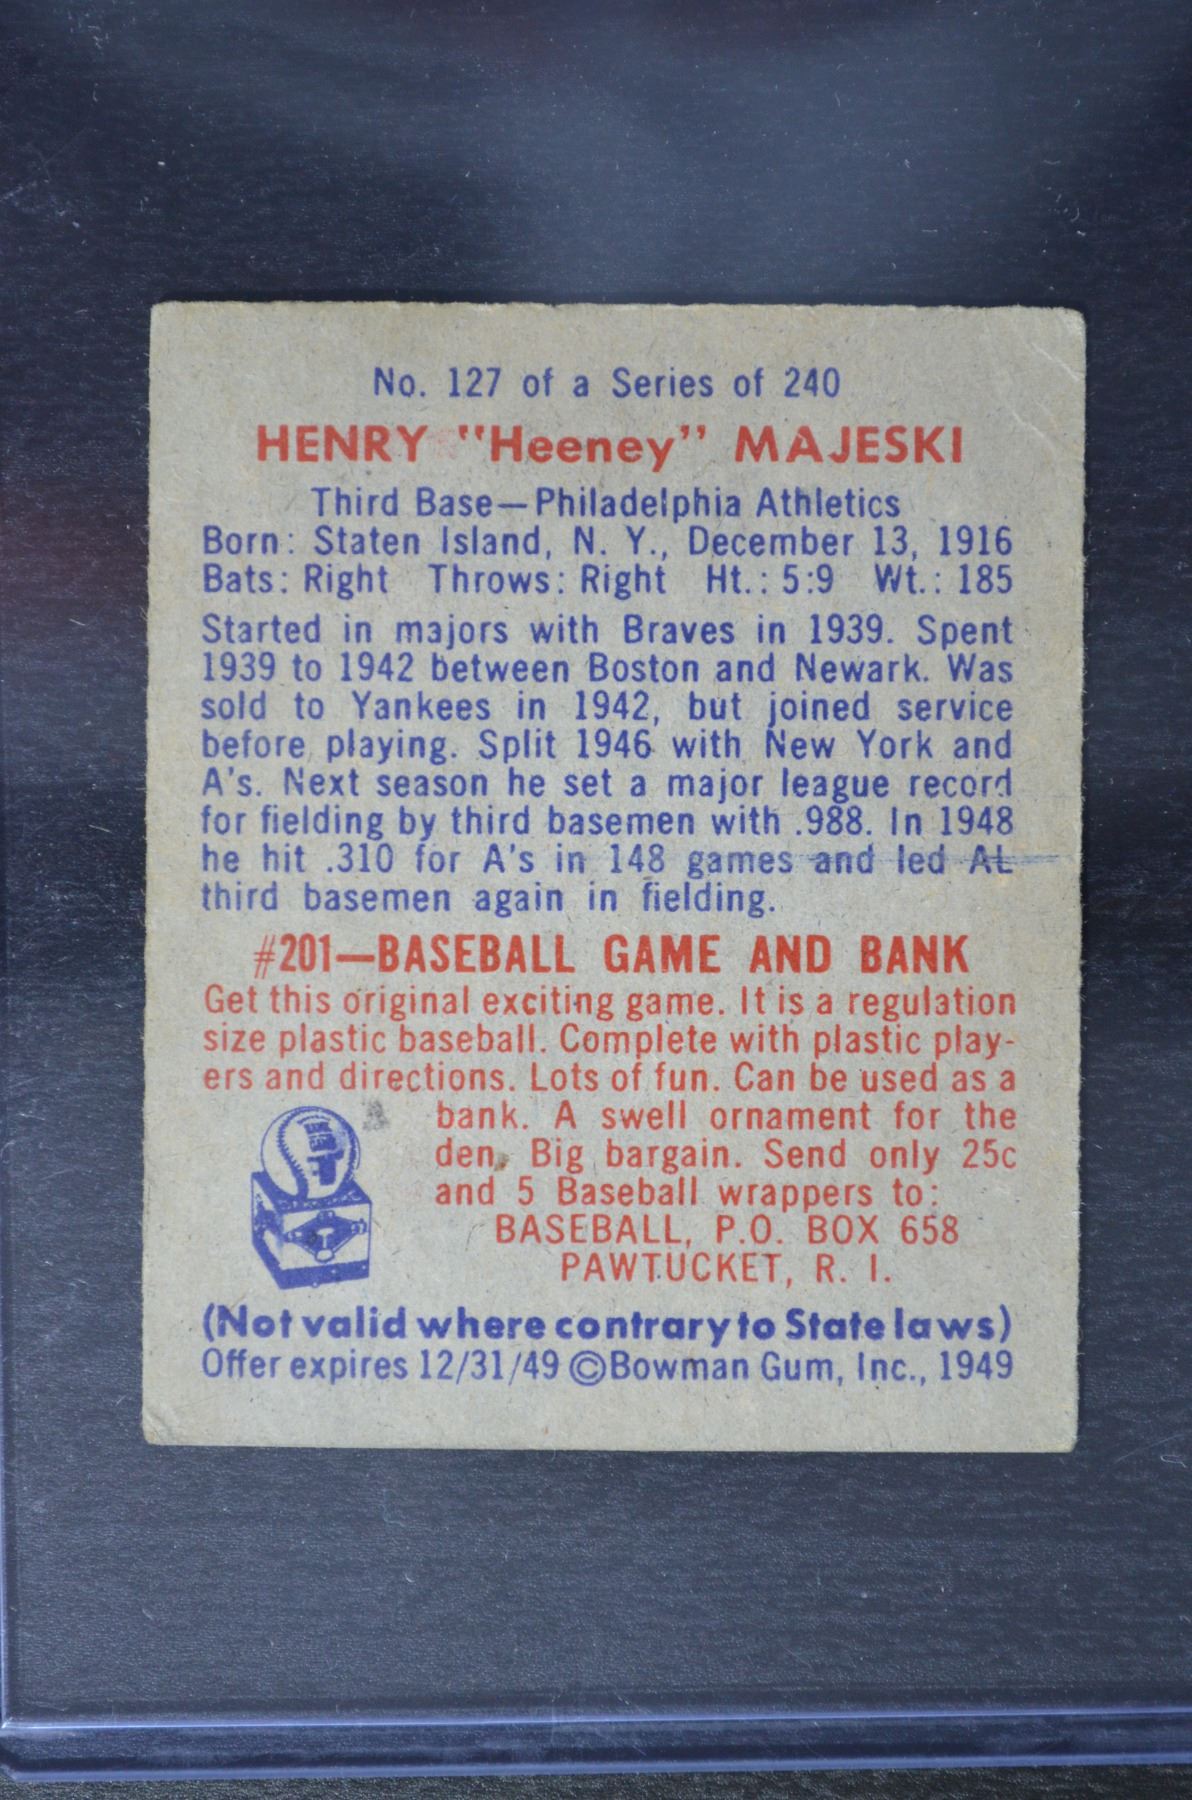 No. 127 of a Series of 240
HENRY "Heeney" MAJESKI
Third Base—Philadelphia Athletics
Born: Staten Island, N. Y., December 13, 1916
Bats: Right Throws: Right Ht.: 5:9 Wt.: 185
Started in majors with Braves in 1939. Spent
1939 to 1942 between Boston and Newark. Was
sold to Yankees in 1942, but joined service
before playing. Split 1946 with New York and
A's. Next season he set a major league record
for fielding by third basemen with .988. In 1948
he hit .310 for A's in 148 games and led AL
third basemen again in fielding.
#201—BASEBALL GAME AND BANK
Get this original exciting game. It is a regulation
size plastic baseball. Complete with plastic play-
ers and directions. Lots of fun. Can be used as a
bank. A swell ornament for the
den. Big bargain. Send only 25c
and 5 Baseball wrappers to:
BASEBALL, P.O. BOX 658
PAWTUCKET, R. I.
(Not valid where contrary to State laws)
Offer expires 12/31/49 ©Bowman Gum, Inc., 1949